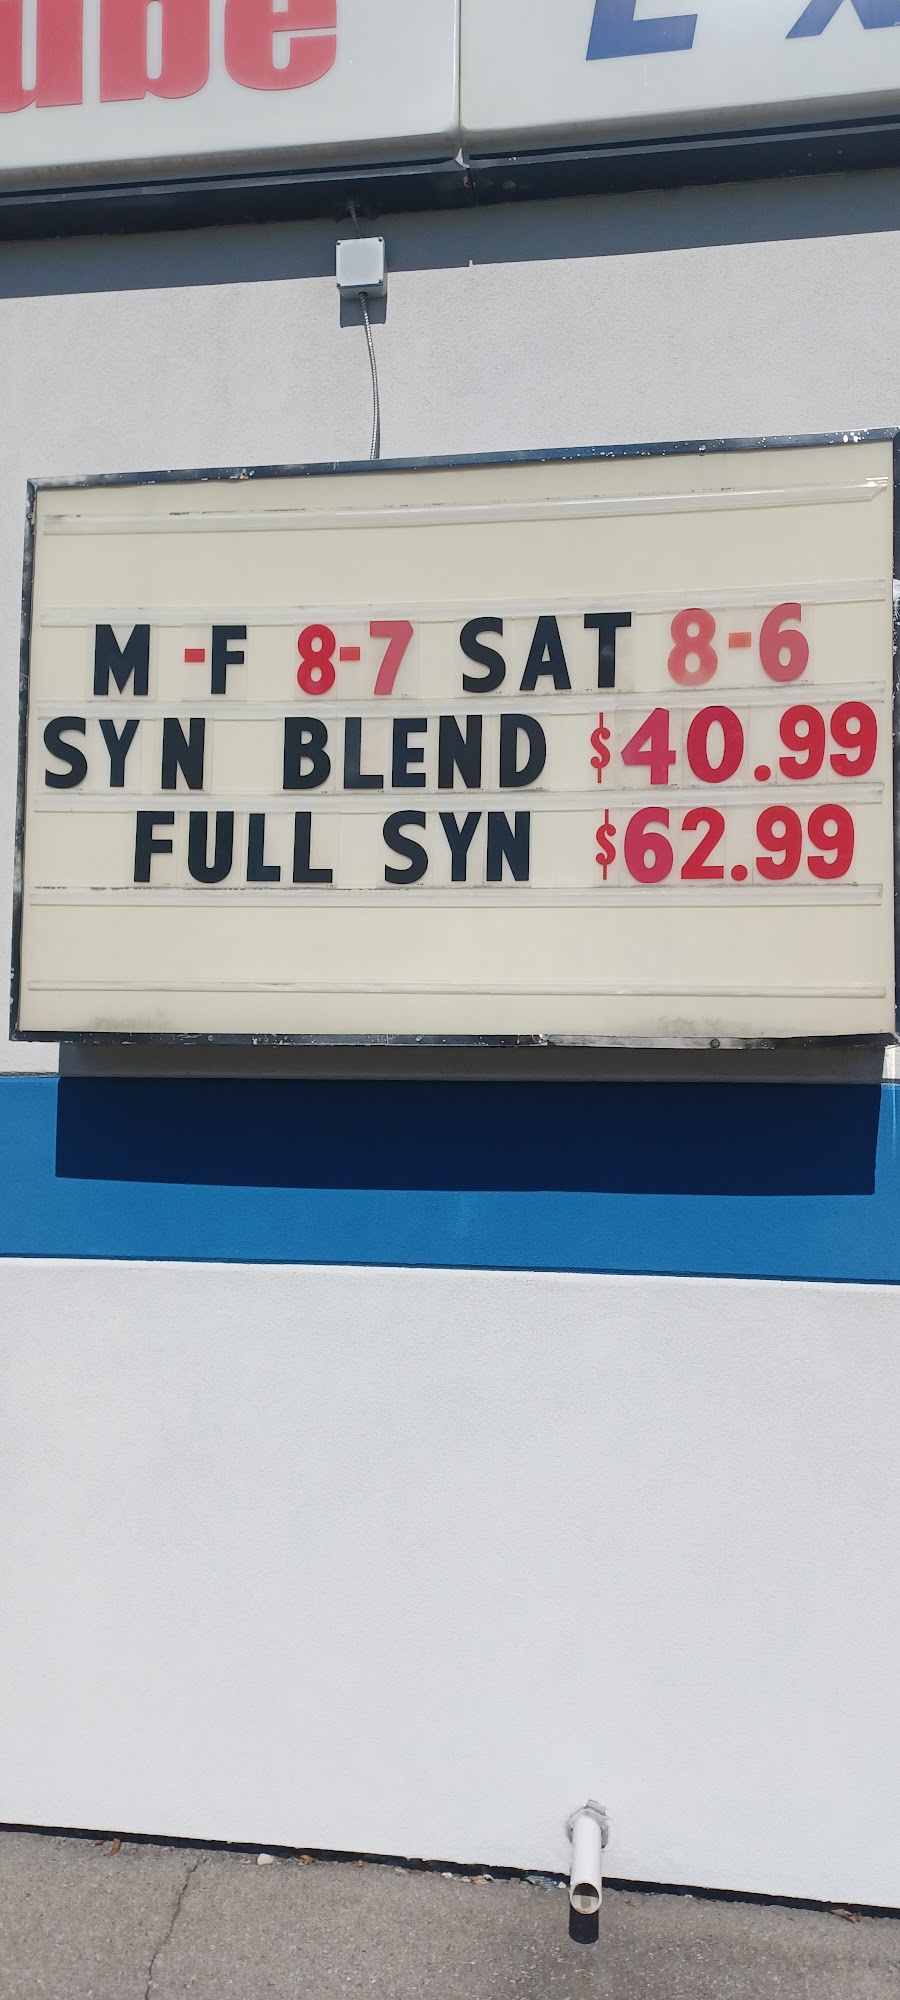 M-F 8-7 SAT 8-6
SYN BLEND $40.99
FULL SYN $62.99